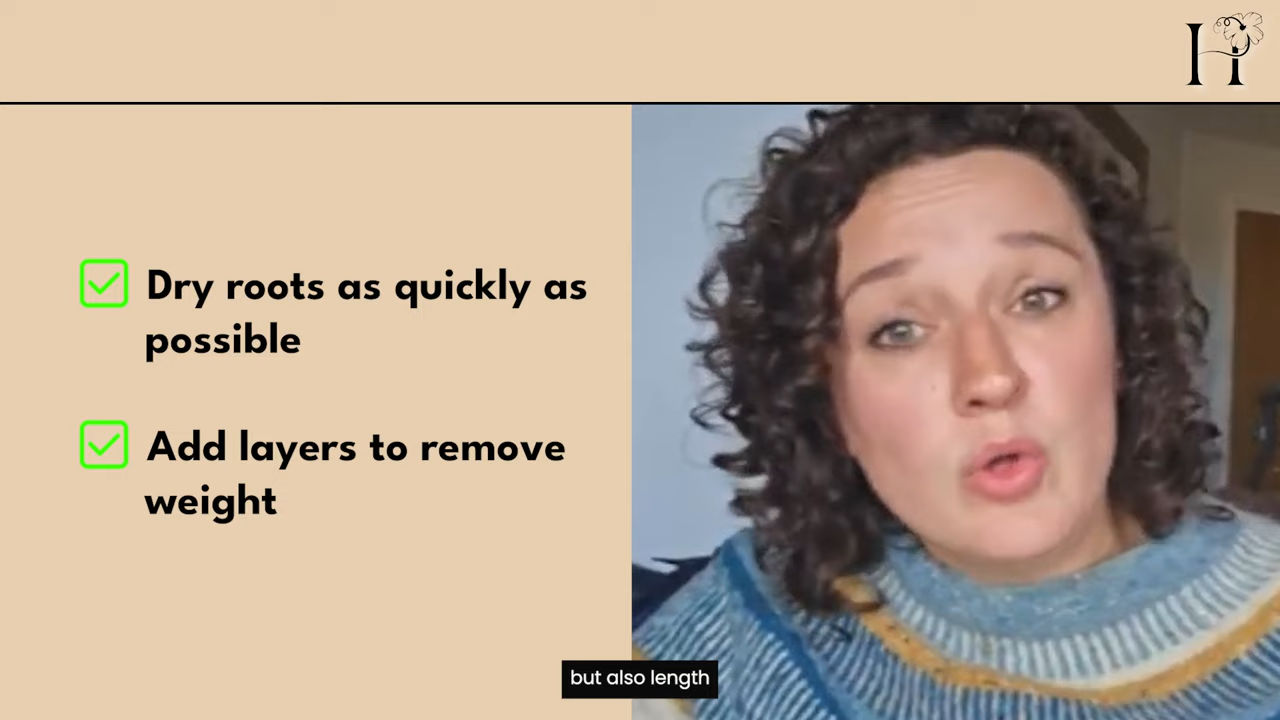 H
Dry roots as quickly as
possible
Add layers to remove
weight
but also length